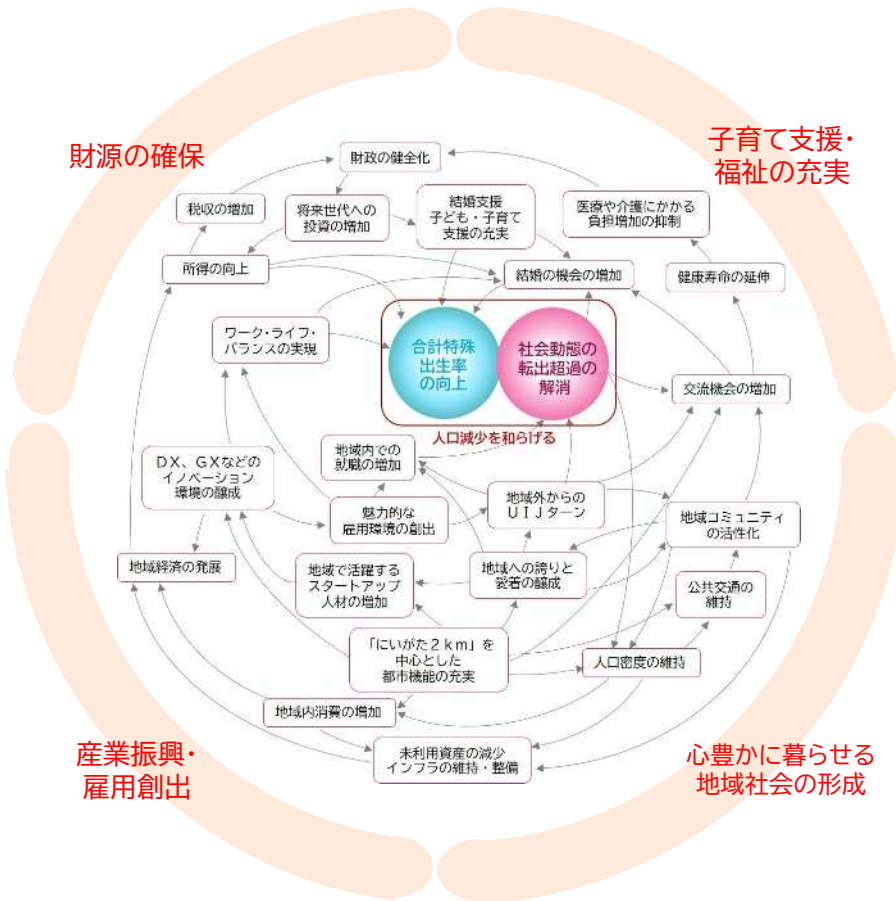 財源の確保
子育て支援・
福祉の充実
財政の健全化
税収の増加
将来世代への
投資の増加
結婚支援
子ども・子育て
支援の充実
医療や介護にかかる
負担増加の抑制
所得の向上
結婚の機会の増加
健康寿命の延伸
ワーク・ライフ・
バランスの実現
合計特殊
出生率
の向上
社会動態の
転出超過の
解消
交流機会の増加
人口減少を和らげる
地域内での
就職の増加
DX、GXなどの
イノベーション
環境の醸成
魅力的な
雇用環境の創出
地域外からの
UIJターン
地域コミュニティ
の活性化
地域経済の発展
地域で活躍する
スタートアップ
人材の増加
地域への誇りと
愛着の醸成
公共交通の
維持
「にいがた2km」を
中心とした
都市機能の充実
人口密度の維持
地域内消費の増加
未利用資産の減少
インフラの維持・整備
産業振興・
雇用創出
心豊かに暮らせる
地域社会の形成